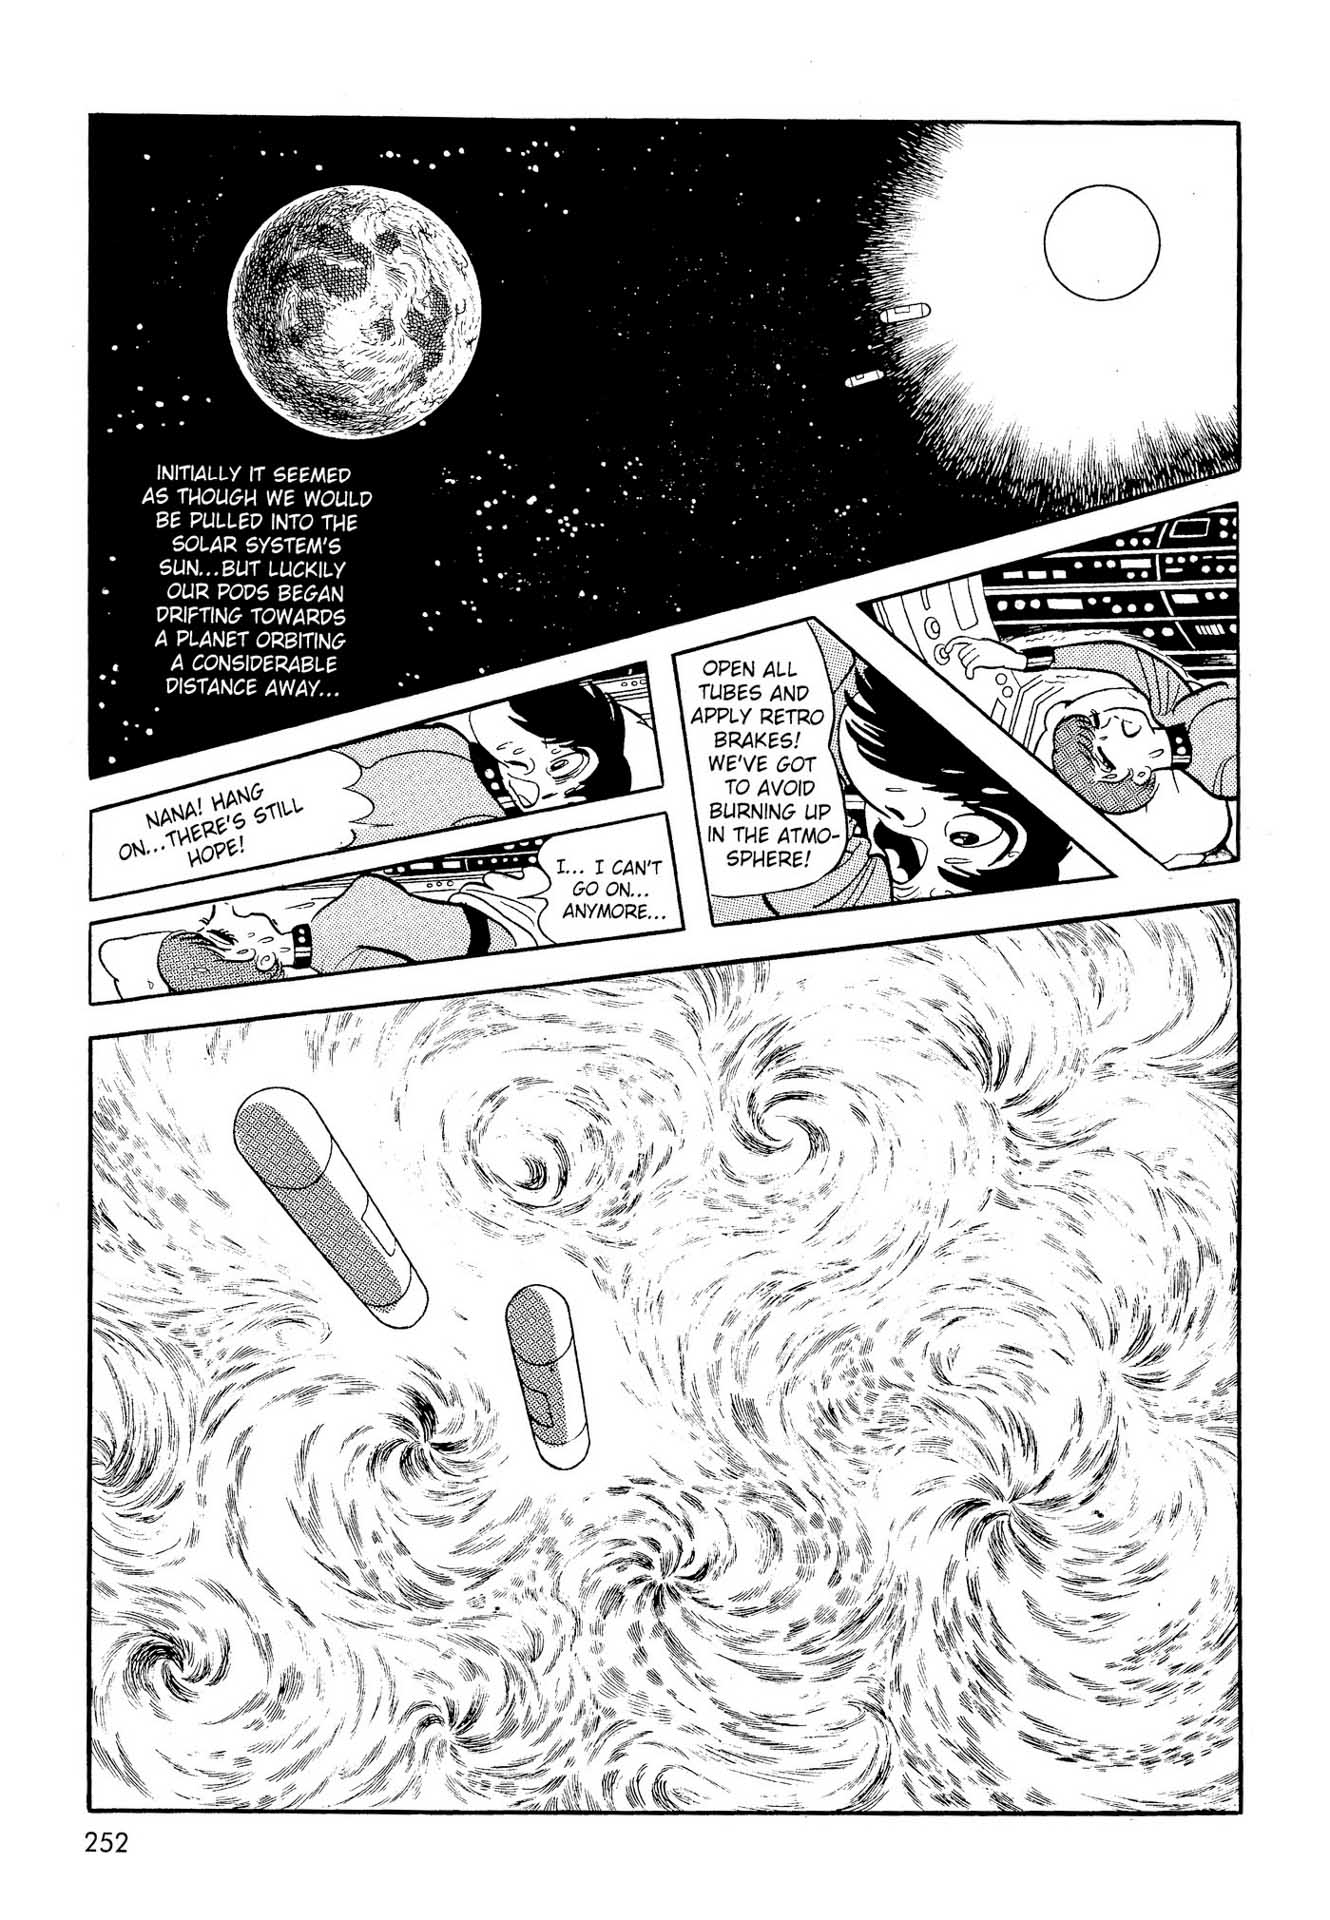 INITIALLY IT SEEMED
AS THOUGH WE WOULD
BE PULLED INTO THE
SOLAR SYSTEM'S
SUN...BUT LUCKILY
OUR PODS BEGAN
DRIFTING TOWARDS
A PLANET ORBITING
A CONSIDERABLE
DISTANCE AWAY...
NANA! HANG
ON...THERE'S STILL
HOPE!
I... I CAN'T
GO ON...
ANYMORE...
OPEN ALL
TUBES AND
APPLY RETRO
BRAKES!
WE'VE GOT
TO AVOID
BURNING UP
IN THE ATMO-
SPHERE!
252